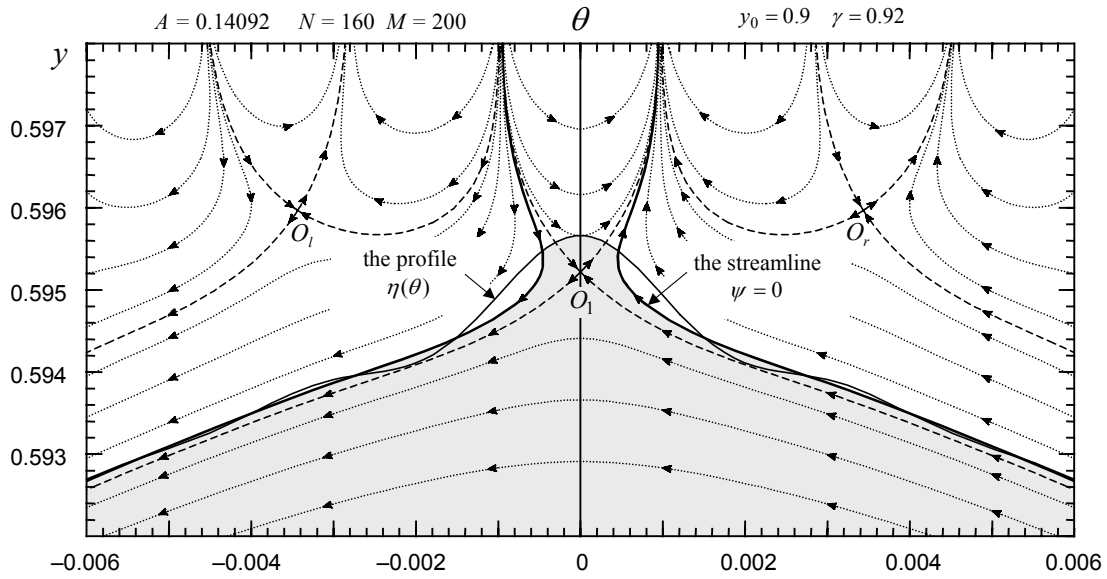 A = 0.14092 N = 160 M = 200 θ y₀ = 0.9 γ = 0.92
y
0.597
0.596
O_l O_r
the profile
η(θ)
the streamline
ψ = 0
0.595
O₁
0.594
0.593
−0.006 −0.004 −0.002 0 0.002 0.004 0.006